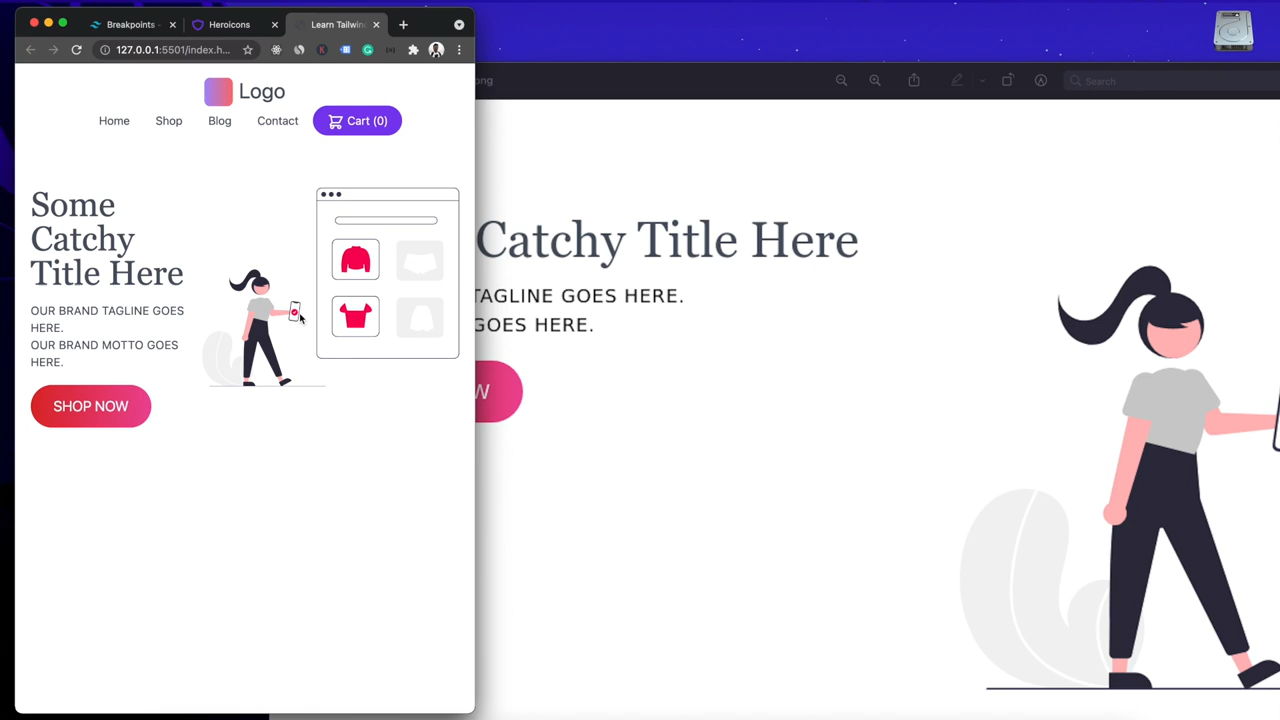 Breakpoints -
Heroicons
Learn Tailwin
127.0.0.1:5501/index.h...
Logo
Home
Shop
Blog
Contact
Cart (0)
Some
Catchy
Title Here
OUR BRAND TAGLINE GOES
HERE.
OUR BRAND MOTTO GOES
HERE.
SHOP NOW
png
Search
Catchy Title Here
TAGLINE GOES HERE.
GOES HERE.
W